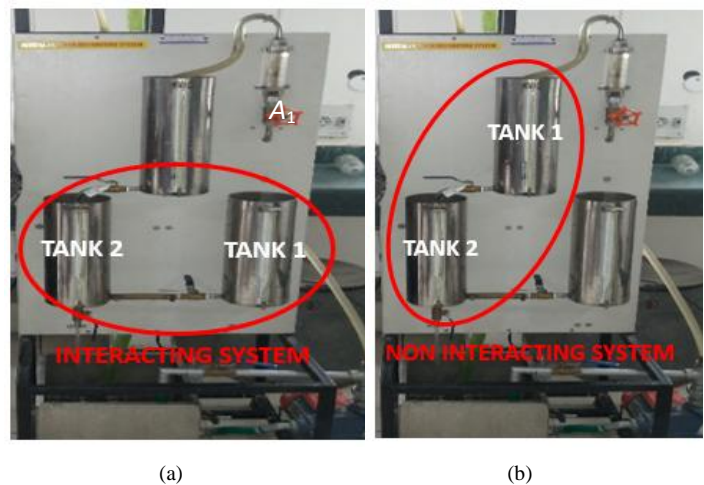 A₁
TANK 2
TANK 1
INTERACTING SYSTEM
TANK 1
TANK 2
NON INTERACTING SYSTEM
(a)
(b)